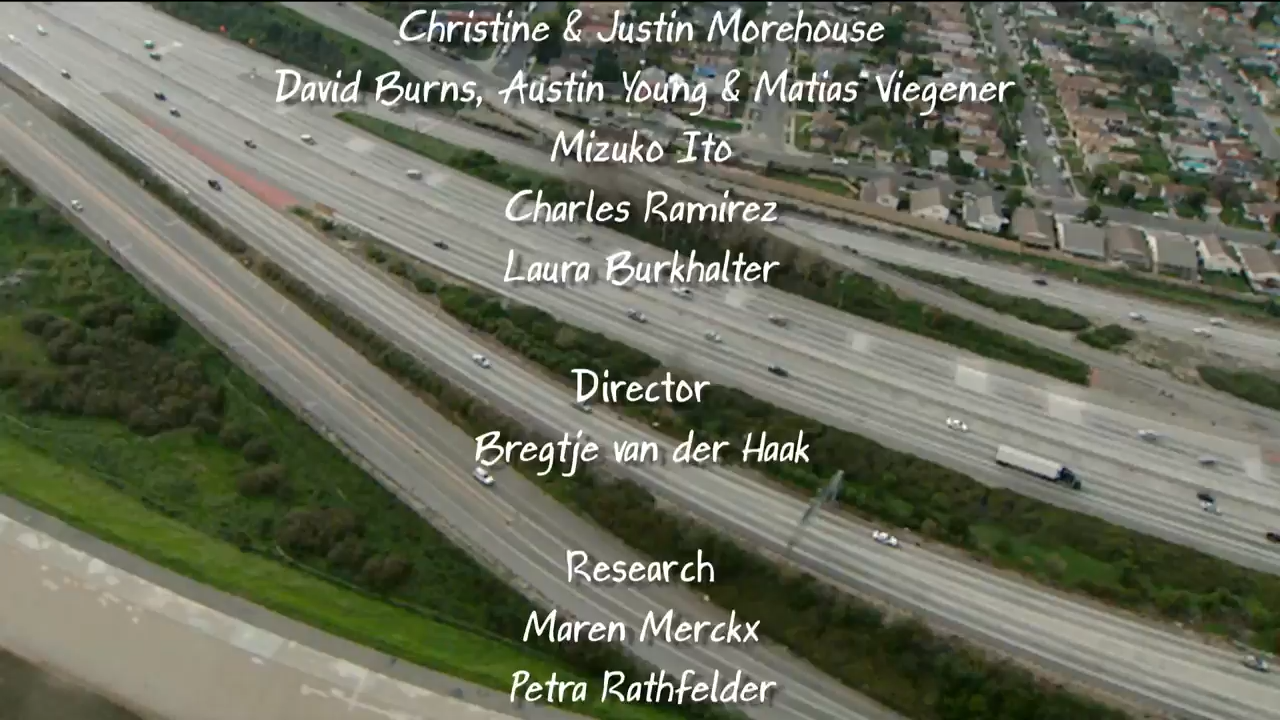 Christine & Justin Morehouse
David Burns, Austin Young & Matias Viegener
Mizuko Ito
Charles Ramirez
Laura Burkhalter
Director
Bregtje van der Haak
Research
Maren Merckx
Petra Rathfelder